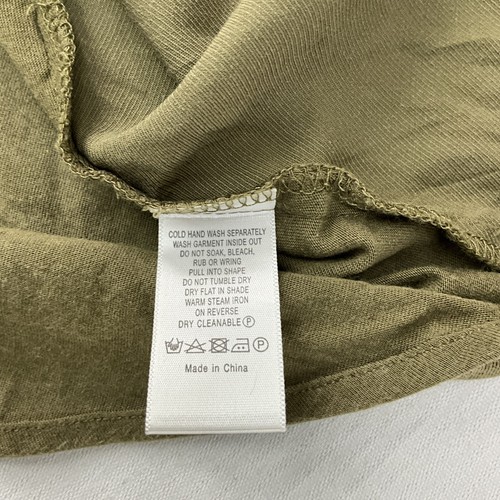 COLD HAND WASH SEPARATELY
WASH GARMENT INSIDE OUT
DO NOT SOAK, BLEACH,
RUB OR WRING
PULL INTO SHAPE
DO NOT TUMBLE DRY
DRY FLAT IN SHADE
WARM STEAM IRON
ON REVERSE
DRY CLEANABLE Ⓟ
Ⓟ
Made in China